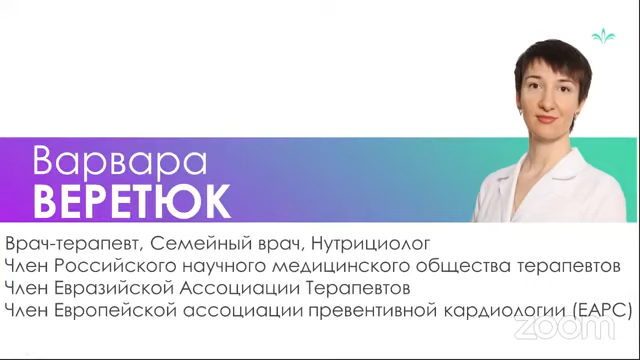 Варвара
ВЕРЕТЮК
Врач-терапевт, Семейный врач, Нутрициолог
Член Российского научного медицинского общества терапевтов
Член Евразийской Ассоциации Терапевтов
Член Европейской ассоциации превентивной кардиологии (EAPC)
zoom